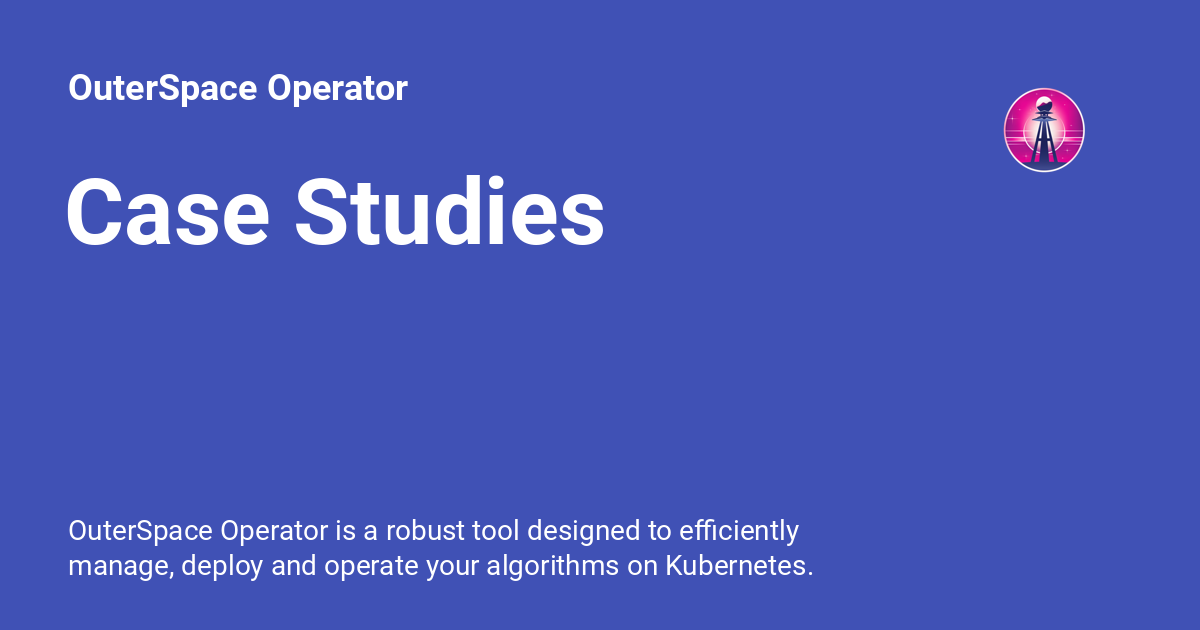 OuterSpace Operator
Case Studies
OuterSpace Operator is a robust tool designed to efficiently
manage, deploy and operate your algorithms on Kubernetes.